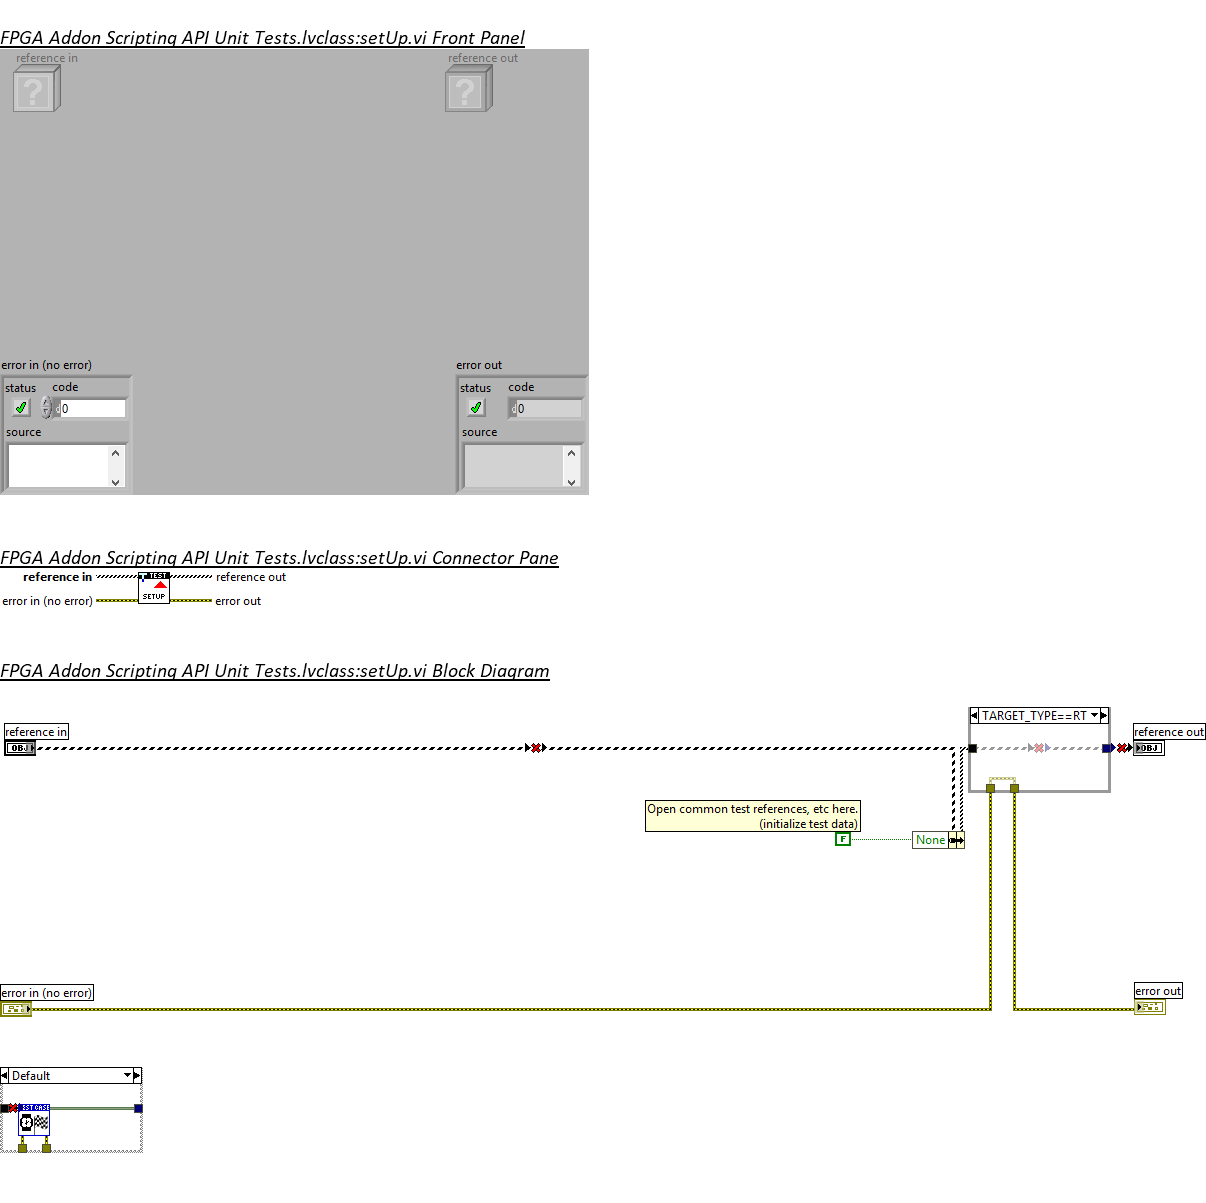 FPGA Addon Scripting API Unit Tests.lvclass:setUp.vi Front Panel
reference in
reference out
?
?
error in (no error)
error out
status
code
status
code
d
0
d
0
source
source
FPGA Addon Scripting API Unit Tests.lvclass:setUp.vi Connector Pane
reference in
TEST
reference out
error in (no error)
SETUP
error out
FPGA Addon Scripting API Unit Tests.lvclass:setUp.vi Block Diagram
TARGET_TYPE==RT
reference in
reference out
OBJ
OBJ
Open common test references, etc here.
(initialize test data)
F
None
error in (no error)
error out
Default
EST CASE